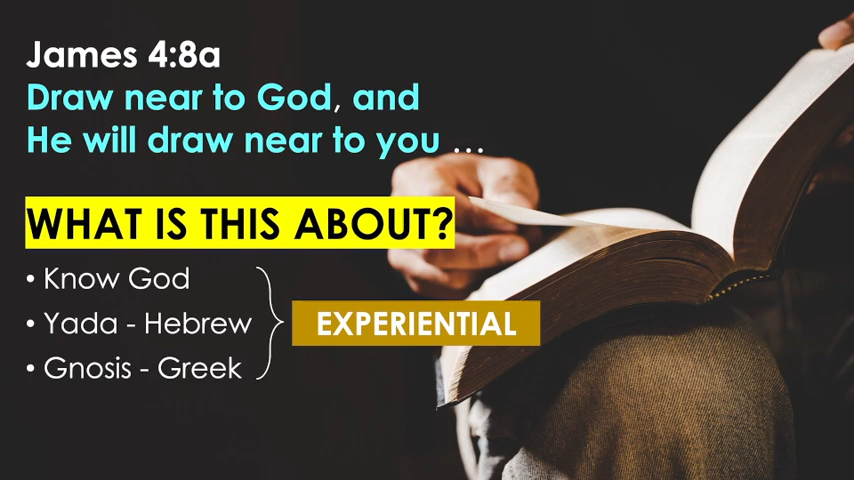 James 4:8a
Draw near to God, and
He will draw near to you ...
WHAT IS THIS ABOUT?
• Know God
• Yada - Hebrew
• Gnosis - Greek
EXPERIENTIAL